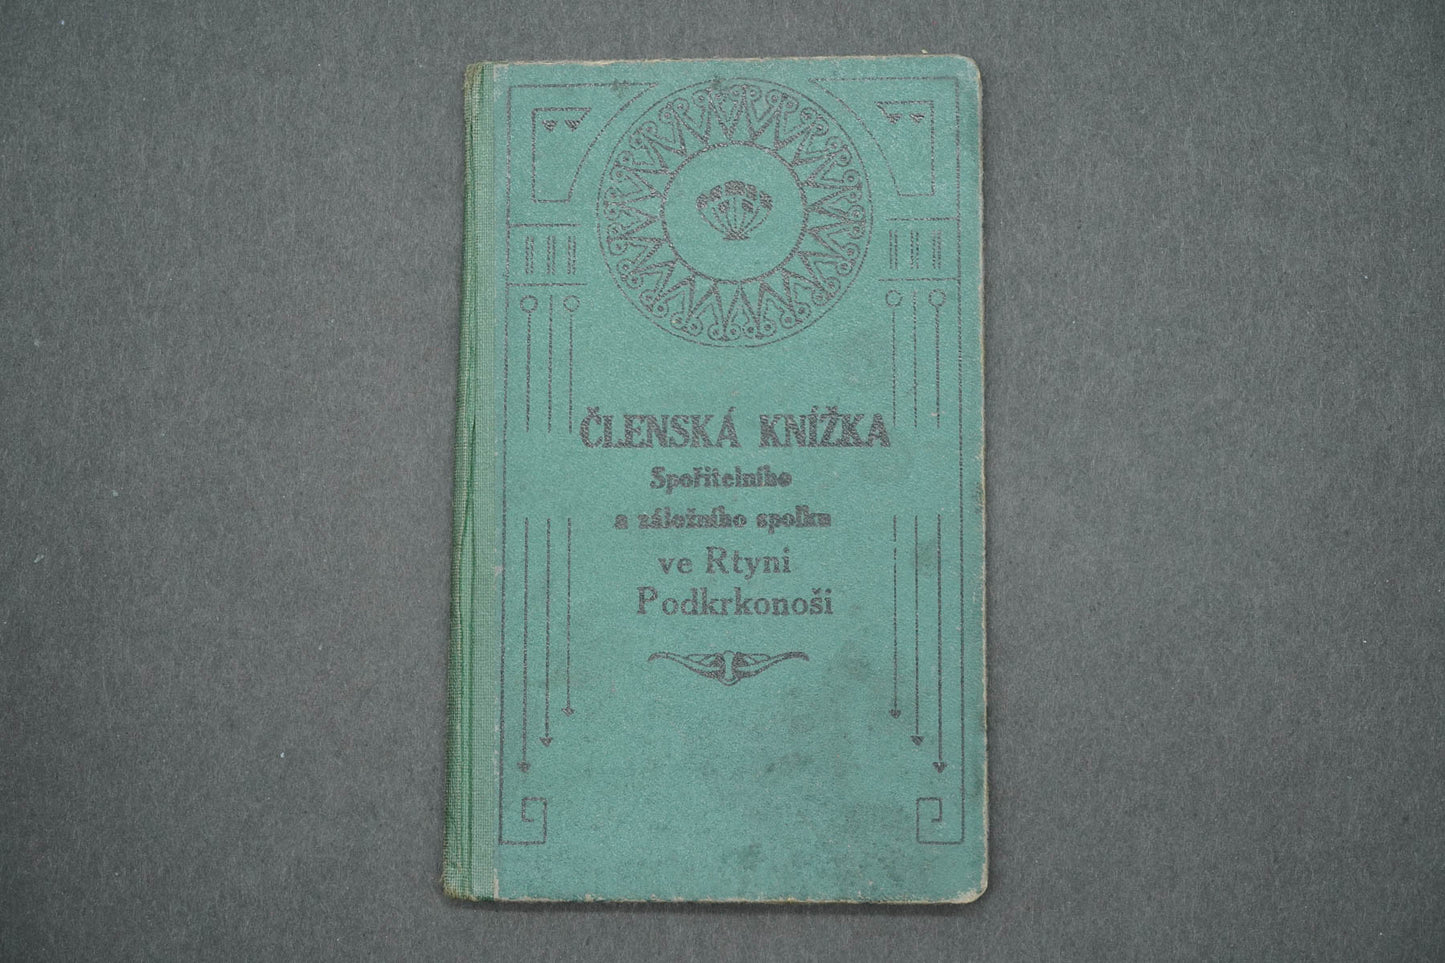 ČLENSKÁ KNÍŽKA
Spořitelního
a záložního spolku
ve Rtyni
Podkrkonoší